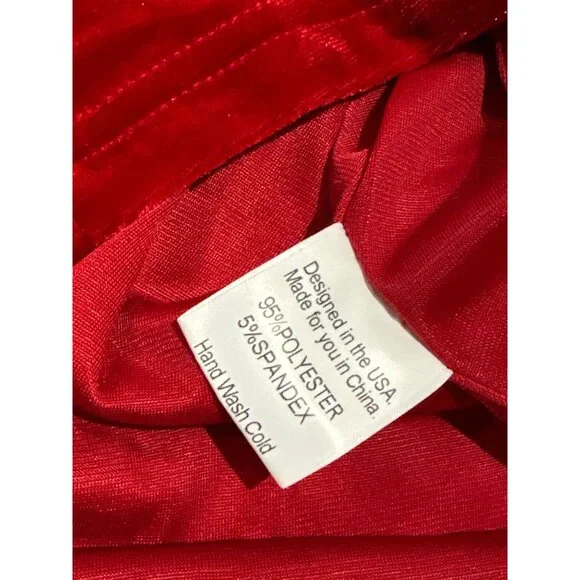 Designed in the USA.
Made for you in China.
95%POLYESTER
5%SPANDEX
Hand Wash Cold